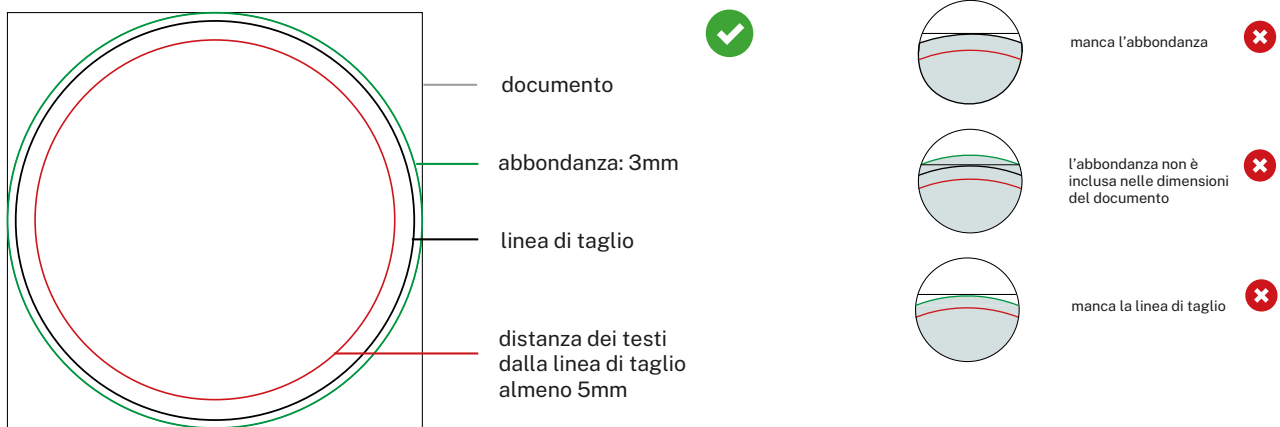 documento
abbondanza: 3mm
linea di taglio
distanza dei testi
dalla linea di taglio
almeno 5mm
manca l'abbondanza
l'abbondanza non è
inclusa nelle dimensioni
del documento
manca la linea di taglio